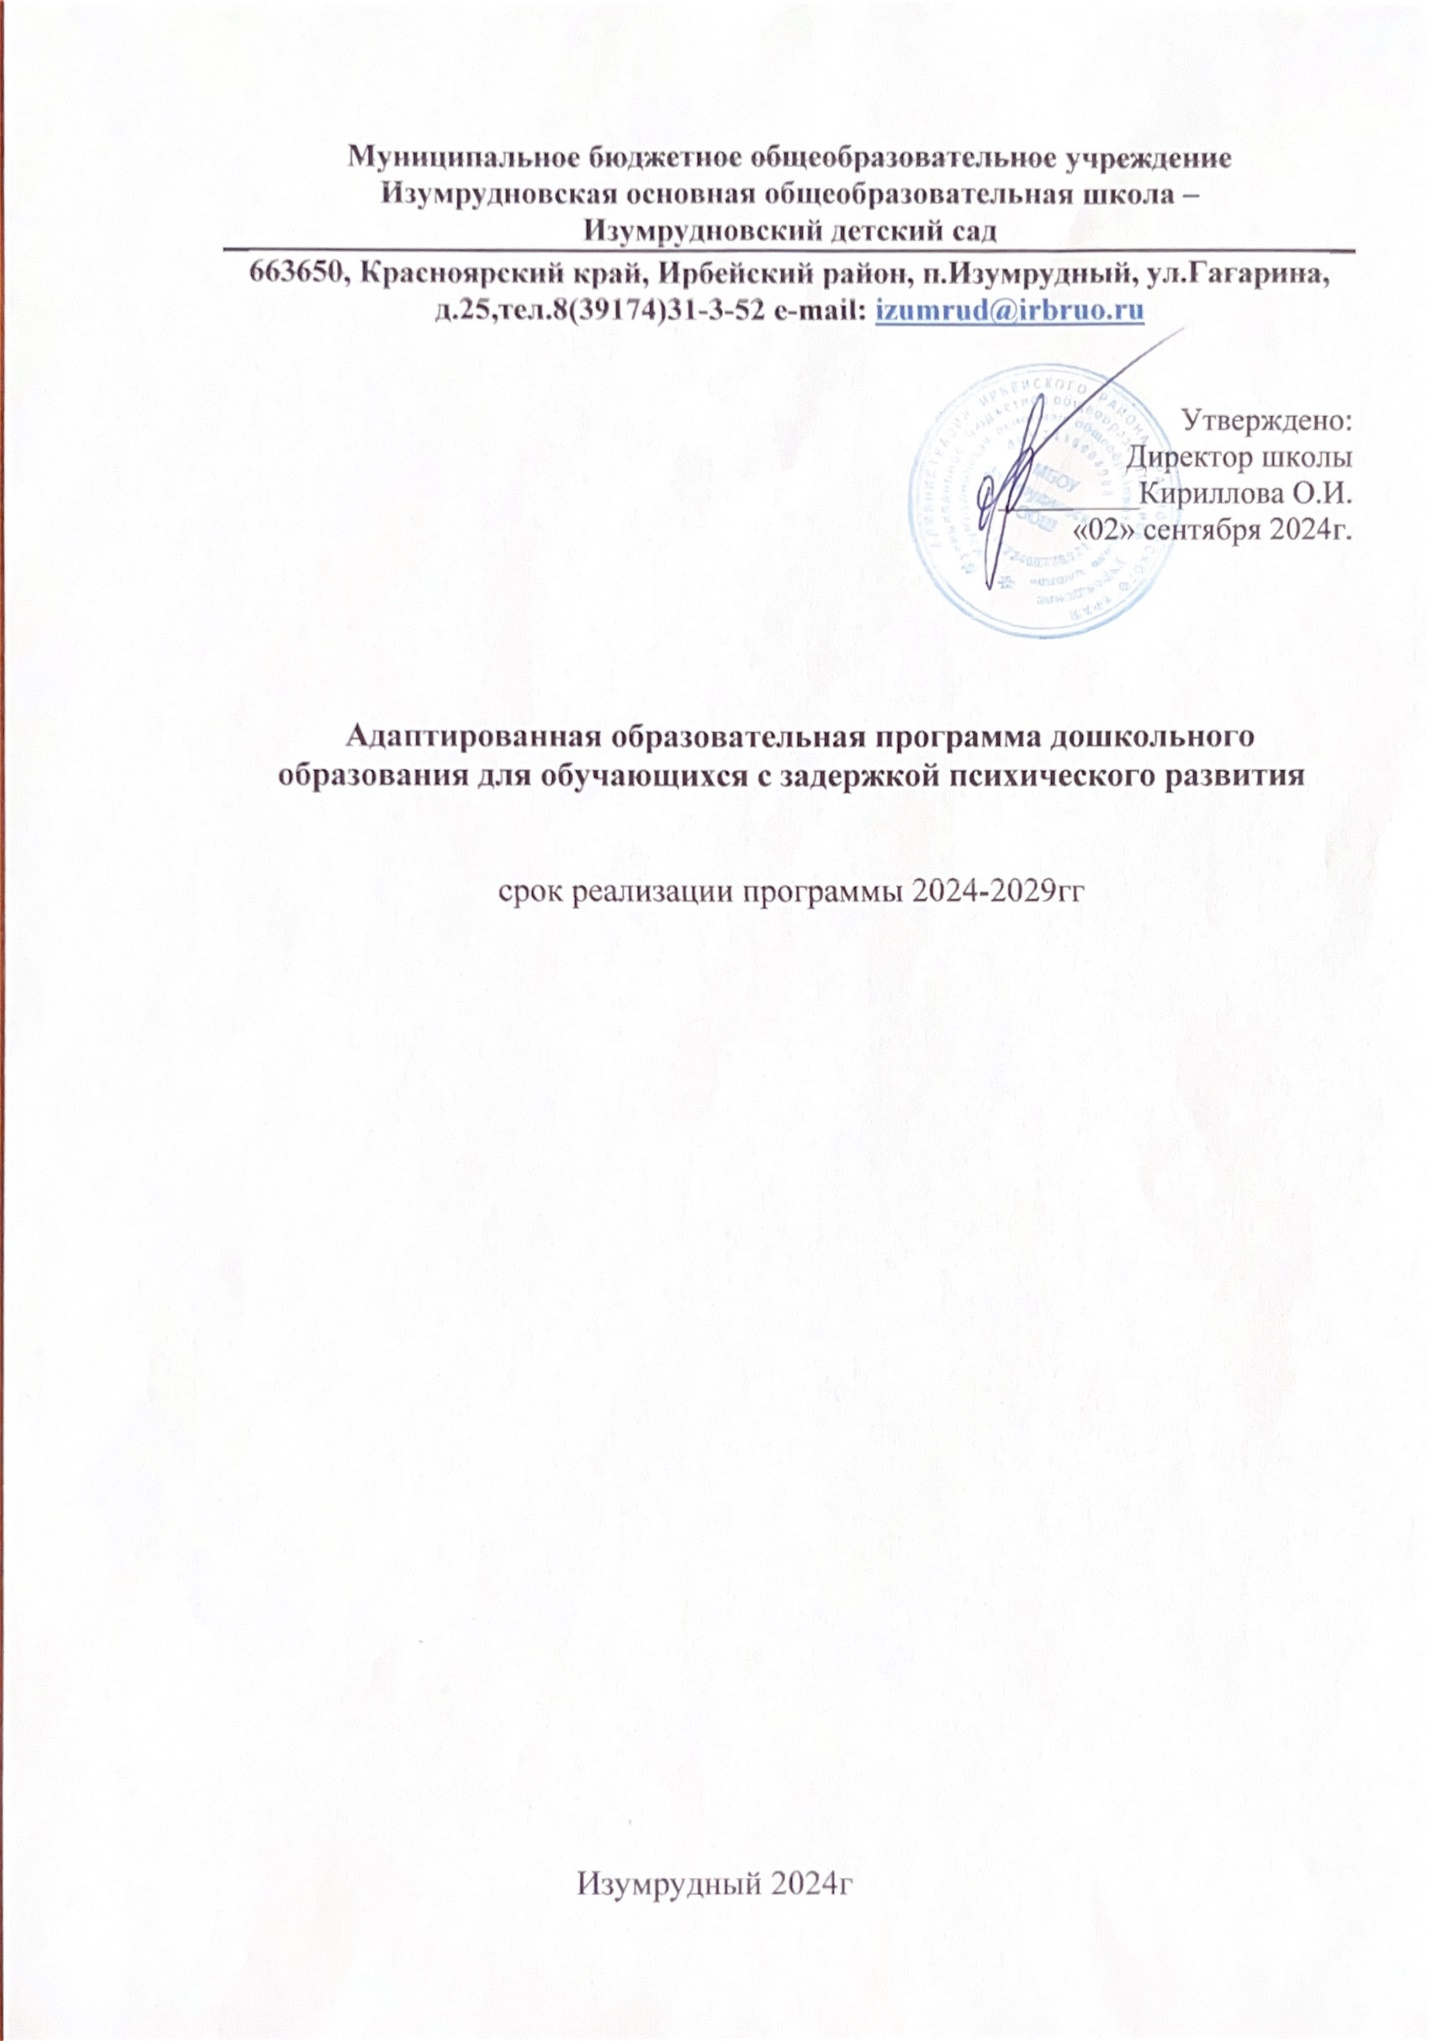 Муниципальное бюджетное общеобразовательное учреждение
Изумрудновская основная общеобразовательная школа –
Изумрудновский детский сад
663650, Красноярский край, Ирбейский район, п.Изумрудный, ул.Гагарина,
д.25,тел.8(39174)31-3-52 e-mail: izumrud@irbruo.ru
Утверждено:
Директор школы
Кириллова О.И.
«02» сентября 2024г.
МБОУ
Адаптированная образовательная программа дошкольного
образования для обучающихся с задержкой психического развития
срок реализации программы 2024-2029гг
Изумрудный 2024г